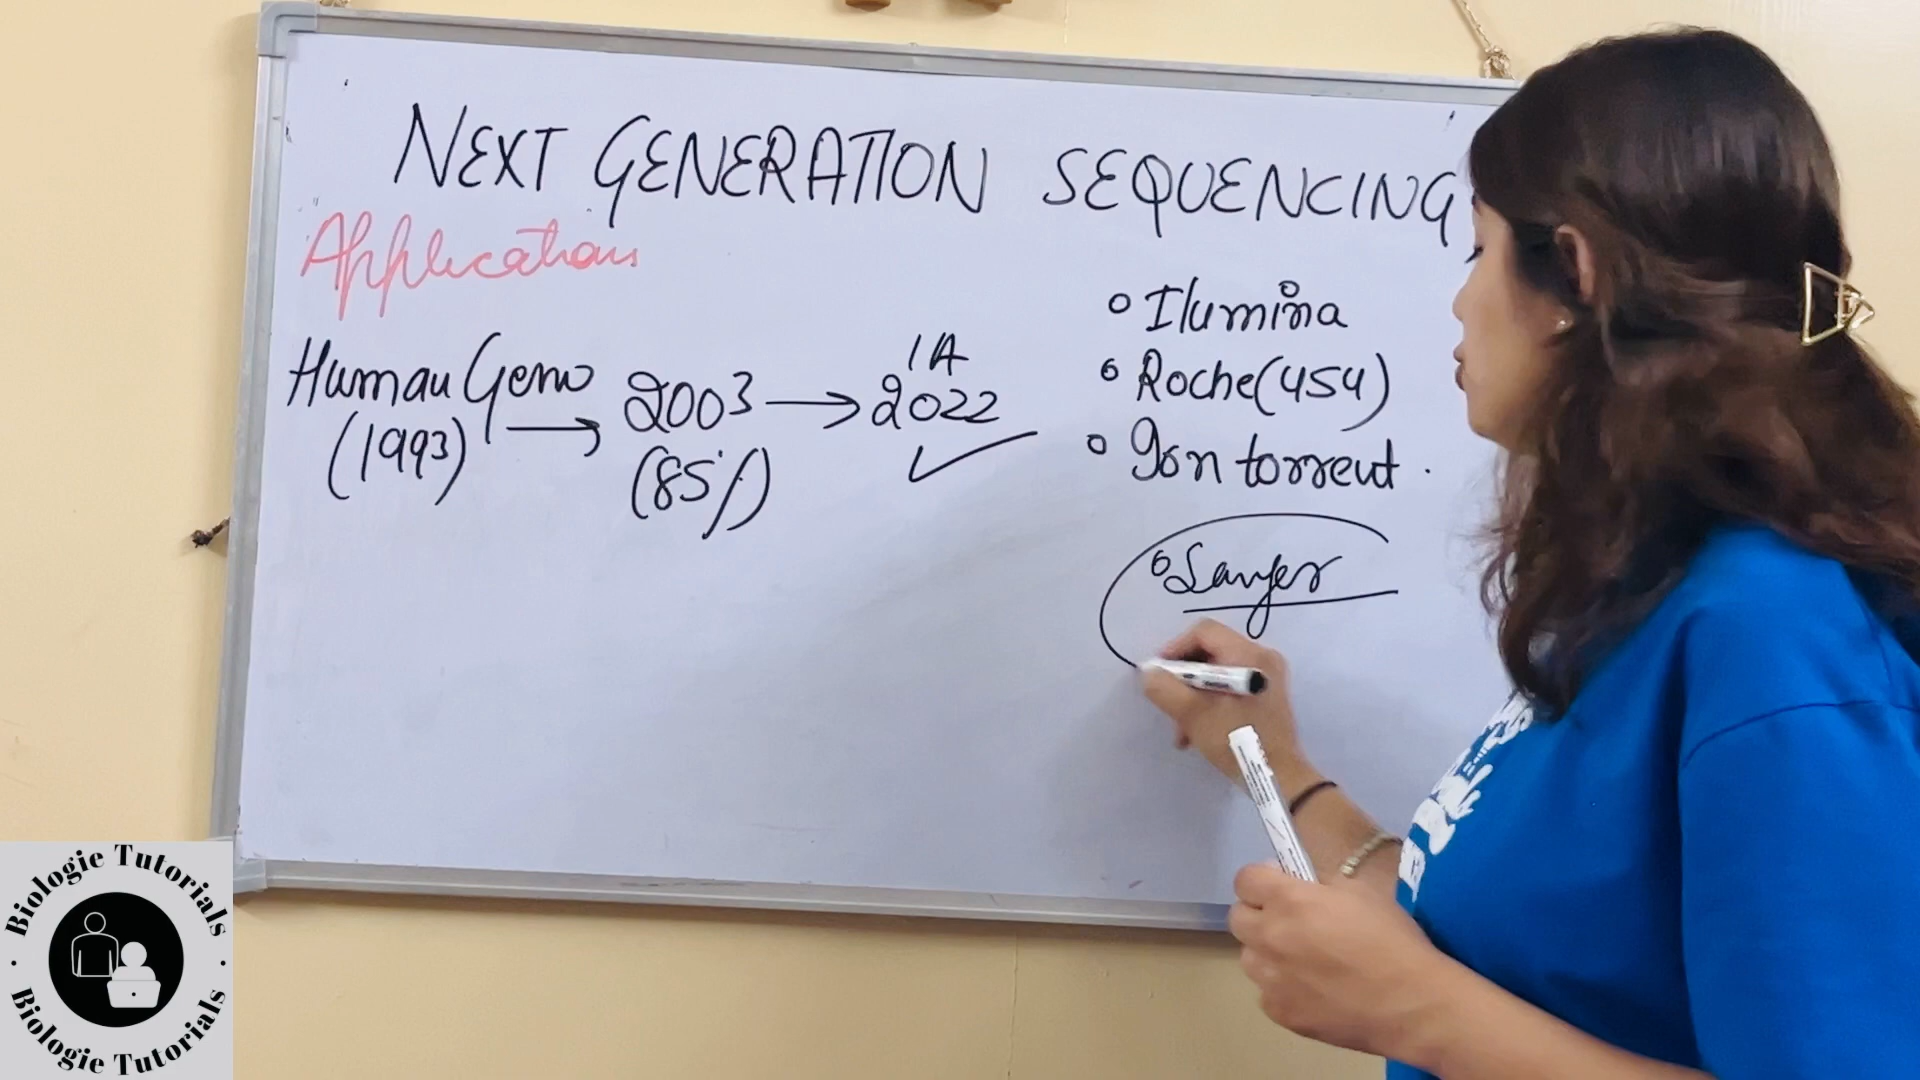 NEXT GENERATION SEQUENCING
Applications
Human Geno
(1993) → 2003 → 2022
(85%) ✓
1A
o Ilumina
o Roche(454)
o Ion torrent .
o Sanger
Biologie Tutorials
Biologie Tutorials